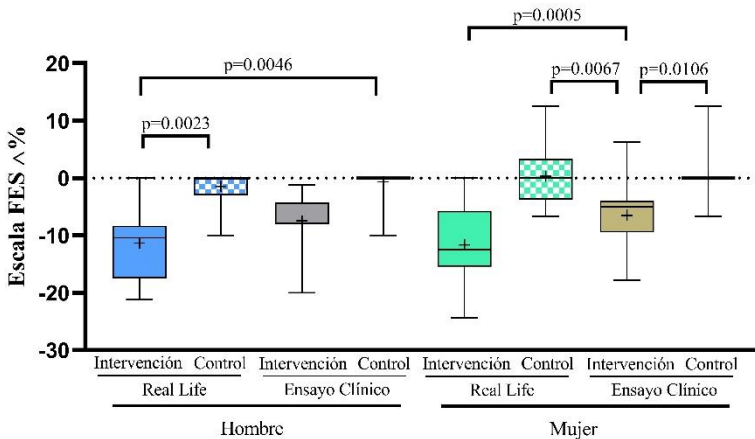 p=0.0005
p=0.0046
p=0.0067
p=0.0106
p=0.0023
Escala FES ^%
20
10
0
-10
-20
-30
Intervención Control Intervención Control Intervención Control Intervención Control
Real Life Ensayo Clínico Real Life Ensayo Clínico
Hombre Mujer